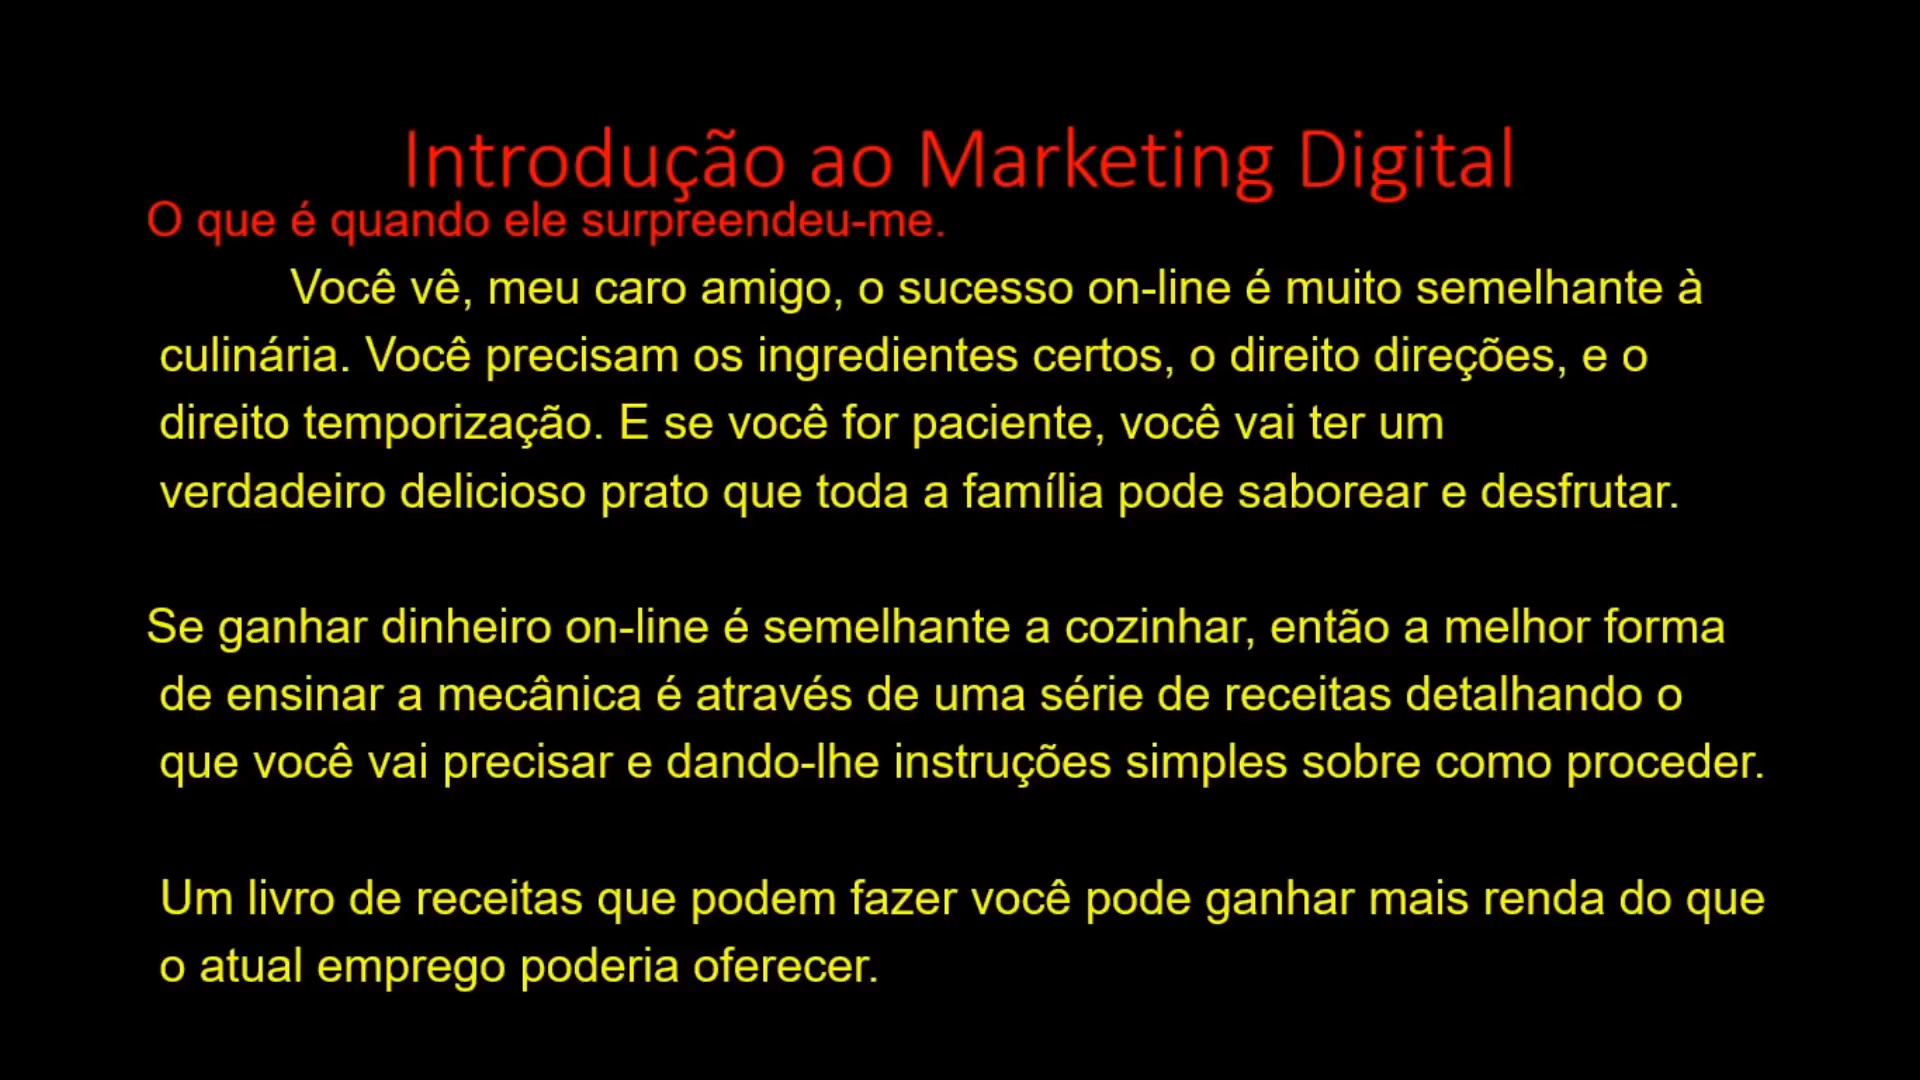 Introdução ao Marketing Digital
O que é quando ele surpreendeu-me.
Você vê, meu caro amigo, o sucesso on-line é muito semelhante à
culinária. Você precisam os ingredientes certos, o direito direções, e o
direito temporização. E se você for paciente, você vai ter um
verdadeiro delicioso prato que toda a família pode saborear e desfrutar.
Se ganhar dinheiro on-line é semelhante a cozinhar, então a melhor forma
de ensinar a mecânica é através de uma série de receitas detalhando o
que você vai precisar e dando-lhe instruções simples sobre como proceder.
Um livro de receitas que podem fazer você pode ganhar mais renda do que
o atual emprego poderia oferecer.